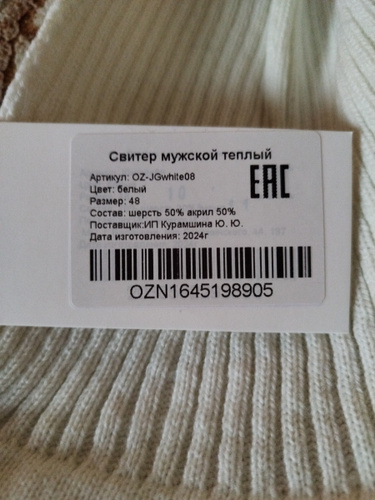 Свитер мужской теплый
Артикул: OZ-JGwhite08
Цвет: белый
Размер: 48
Состав: шерсть 50% акрил 50%
Поставщик:ИП Курамшина Ю. Ю.
Дата изготовления: 2024г
EAC
OZN1645198905